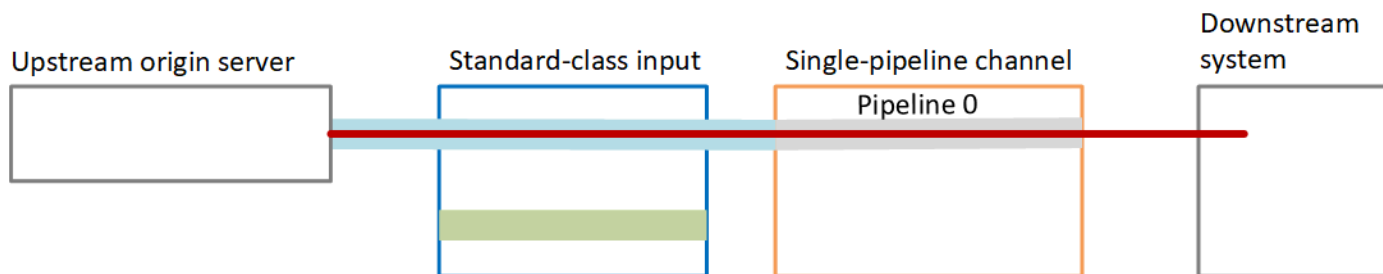 Upstream origin server
Standard-class input
Single-pipeline channel
Downstream
system
Pipeline 0